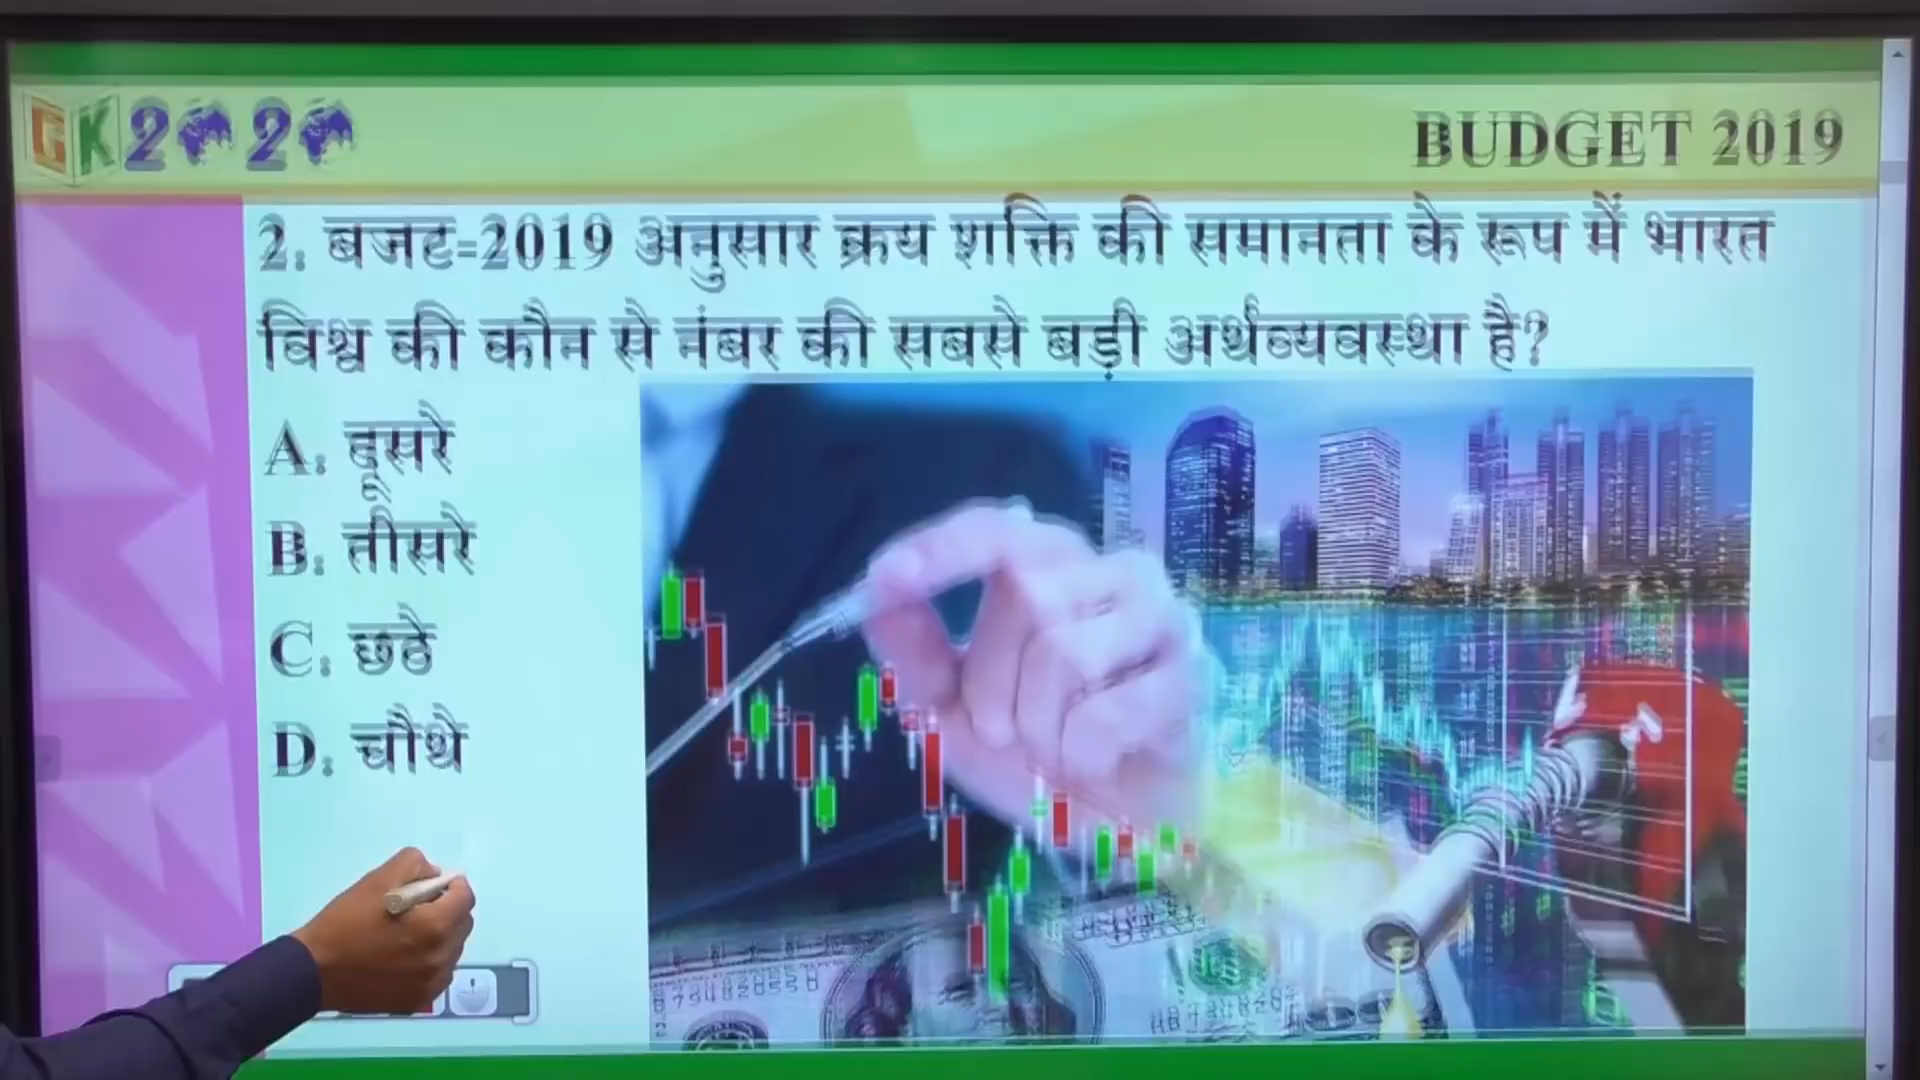 GK2020
BUDGET 2019
2. बजट-2019 अनुसार क्रय शक्ति की समानता के रूप में भारत
विश्व की कौन से नंबर की सबसे बड़ी अर्थव्यवस्था है?
A. दूसरे
B. तीसरे
C. छठे
D. चौथे